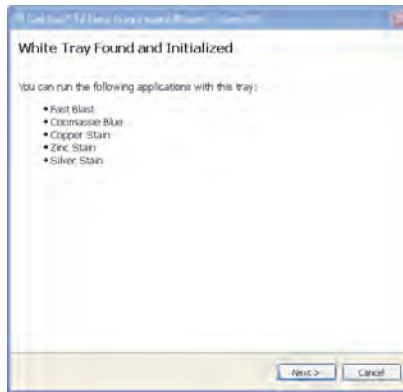 White Tray Found and Initialized
You can run the following applications with this tray:
• Fast Blast
• Coomassie Blue
• Copper Stain
• Zinc Stain
• Silver Stain
Next >
Cancel